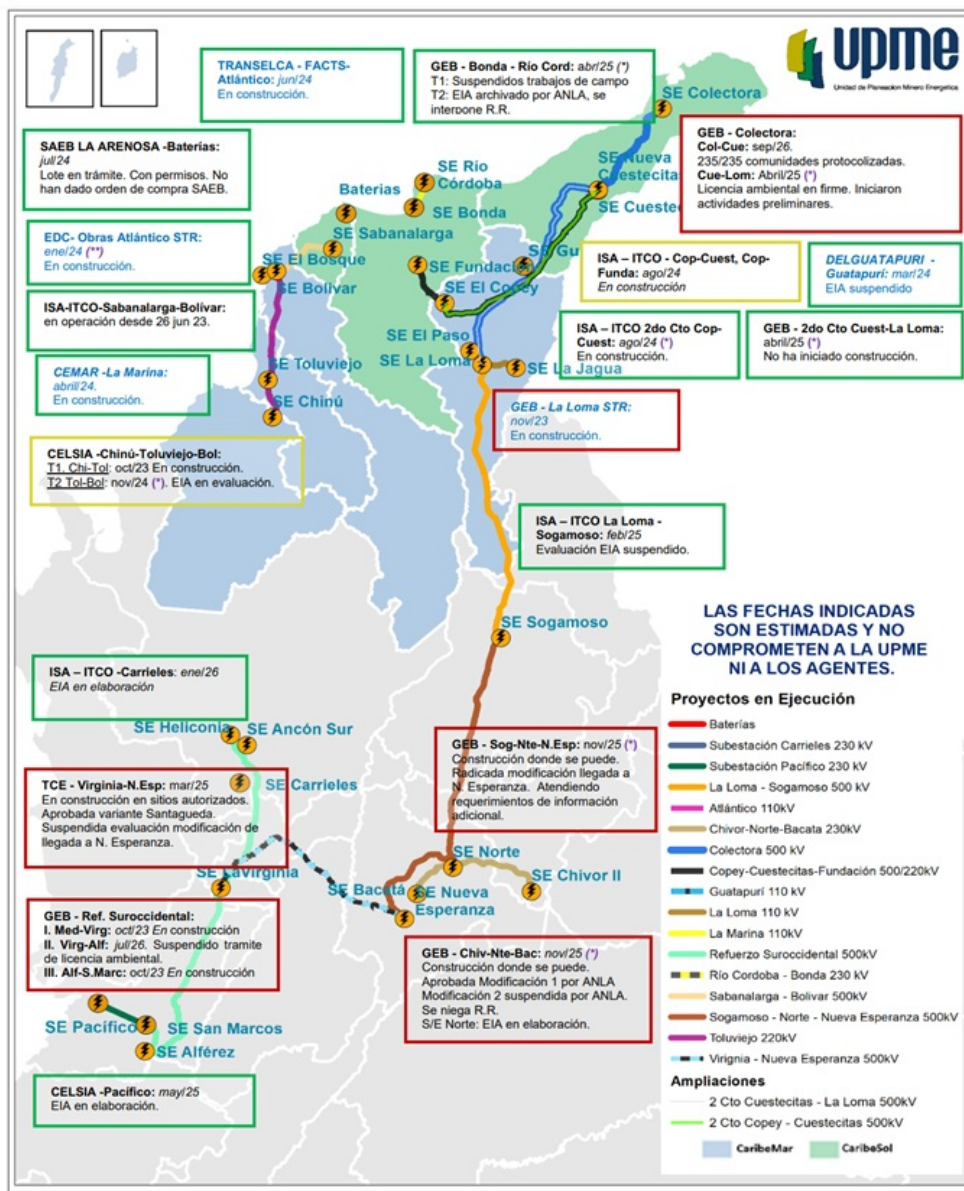 upme
Unidad de Planeación Minero Energética
TRANSELCA - FACTS-
Atlántico: jun/24
En construcción.
GEB - Bonda - Río Cord: abr/25 (*)
T1: Suspendidos trabajos de campo
T2: EIA archivado por ANLA, se
interpone R.R.
SE Colectora
SAEB LA ARENOSA -Baterías:
jul/24
Lote en trámite. Con permisos. No
han dado orden de compra SAEB.
GEB - Colectora:
Col-Cue: sep/26.
235/235 comunidades protocolizadas.
Cue-Lom: Abril/25 (*)
Licencia ambiental en firme. Iniciaron
actividades preliminares.
SE Río
Córdoba
SE Nueva
Cuestecitas
Baterias
SE Bonda
SE Cuestec
SE Sabanalarga
EDC- Obras Atlántico STR:
ene/24 (**)
En construcción.
SE El Bosque
SE Bolivar
SE Fundación
SE Gu
SE El Copey
ISA – ITCO - Cop-Cuest, Cop-
Funda: ago/24
En construcción
DELGUATAPURI -
Guatapurí: mar/24
EIA suspendido
ISA-ITCO-Sabanalarga-Bolívar:
en operación desde 26 jun 23.
ISA – ITCO 2do Cto Cop-
Cuest: ago/24 (*)
En construcción.
GEB - 2do Cto Cuest-La Loma:
abril/25 (*)
No ha iniciado construcción.
SE El Paso
SE La Loma
SE La Jagua
CEMAR -La Marina:
abril/24.
En construcción.
SE Toluviejo
SE Chinú
GEB - La Loma STR:
nov/23
En construcción.
CELSIA -Chinú-Toluviejo-Bol:
T1. Chi-Tol: oct/23 En construcción.
T2 Tol-Bol: nov/24 (*). EIA en evaluación.
ISA – ITCO La Loma -
Sogamoso: feb/25
Evaluación EIA suspendido.
SE Sogamoso
LAS FECHAS INDICADAS
SON ESTIMADAS Y NO
COMPROMETEN A LA UPME
NI A LOS AGENTES.
ISA – ITCO -Carrieles: ene/26
EIA en elaboración
SE Heliconia
SE Ancón Sur
SE Carrieles
TCE - Virginia-N.Esp: mar/25
En construcción en sitios autorizados.
Aprobada variante Santagueda.
Suspendida evaluación modificación de
llegada a N. Esperanza.
GEB - Sog-Nte-N.Esp: nov/25 (*)
Construcción donde se puede.
Radicada modificación llegada a
N. Esperanza. Atendiendo
requerimientos de información
adicional.
SE LaVirginia
SE Norte
SE Bacatá
SE Nueva
Esperanza
SE Chivor II
GEB - Ref. Suroccidental:
I. Med-Virg: oct/23 En construcción
II. Virg-Alf: jul/26. Suspendido tramite
de licencia ambiental.
III. Alf-S.Marc: oct/23 En construcción
GEB - Chiv-Nte-Bac: nov/25 (*)
Construcción donde se puede.
Aprobada Modificación 1 por ANLA
Modificación 2 suspendida por ANLA.
Se niega R.R.
S/E Norte: EIA en elaboración.
SE Pacífico
SE San Marcos
SE Alférez
CELSIA -Pacífico: may/25
EIA en elaboración.
Proyectos en Ejecución
Baterías
Subestación Carrieles 230 kV
Subestación Pacífico 230 kV
La Loma - Sogamoso 500 kV
Atlántico 110kV
Chivor-Norte-Bacata 230kV
Colectora 500 kV
Copey-Cuestecitas-Fundación 500/220kV
Guatapurí 110 kV
La Loma 110 kV
La Marina 110kV
Refuerzo Suroccidental 500kV
Río Cordoba - Bonda 230 kV
Sabanalarga - Bolivar 500kV
Sogamoso - Norte - Nueva Esperanza 500kV
Toluviejo 220kV
Virignia - Nueva Esperanza 500kV
Ampliaciones
2 Cto Cuestecitas - La Loma 500kV
2 Cto Copey - Cuestecitas 500kV
CaribeMar
CaribeSol